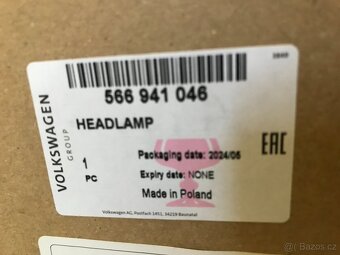 566 941 046
HEADLAMP
VOLKSWAGEN
GROUP
1
PC
Packaging date: 2024/05
Expiry date: NONE
Made in Poland
EAC
Volkswagen AG, Postfach 1451, 34219 Baunatal
© Bazos.cz